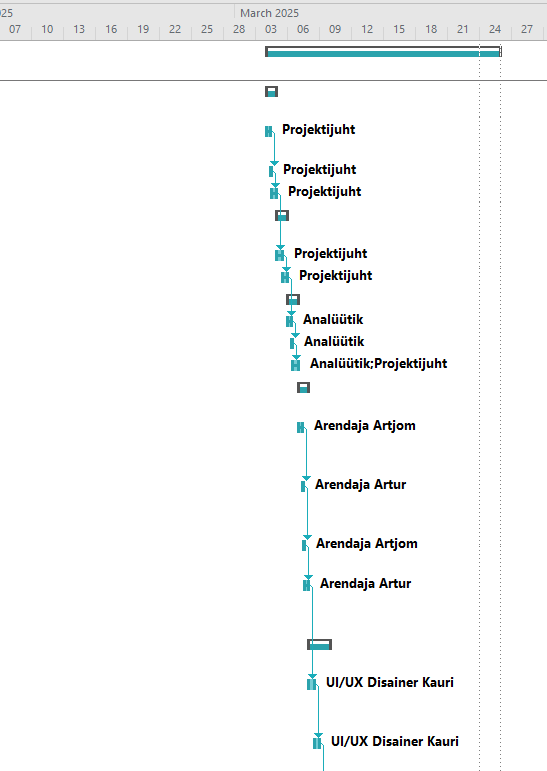 025
March 2025
07 10 13 16 19 22 25 28 03 06 09 12 15 18 21 24 27
Projektijuht
Projektijuht
Projektijuht
Projektijuht
Projektijuht
Analüütik
Analüütik
Analüütik;Projektijuht
Arendaja Artjom
Arendaja Artur
Arendaja Artjom
Arendaja Artur
UI/UX Disainer Kauri
UI/UX Disainer Kauri